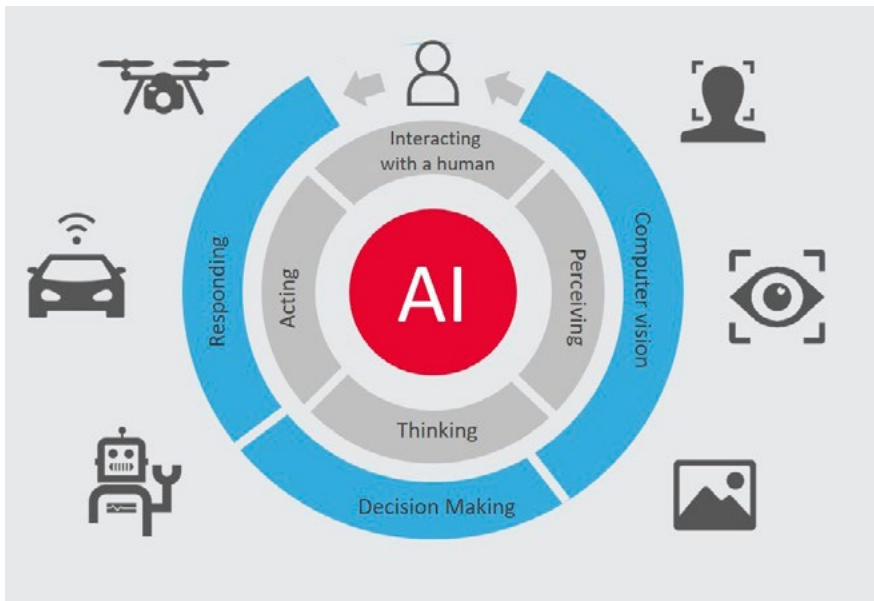 Interacting
with a human
Computer vision
Perceiving
AI
Acting
Responding
Thinking
Decision Making